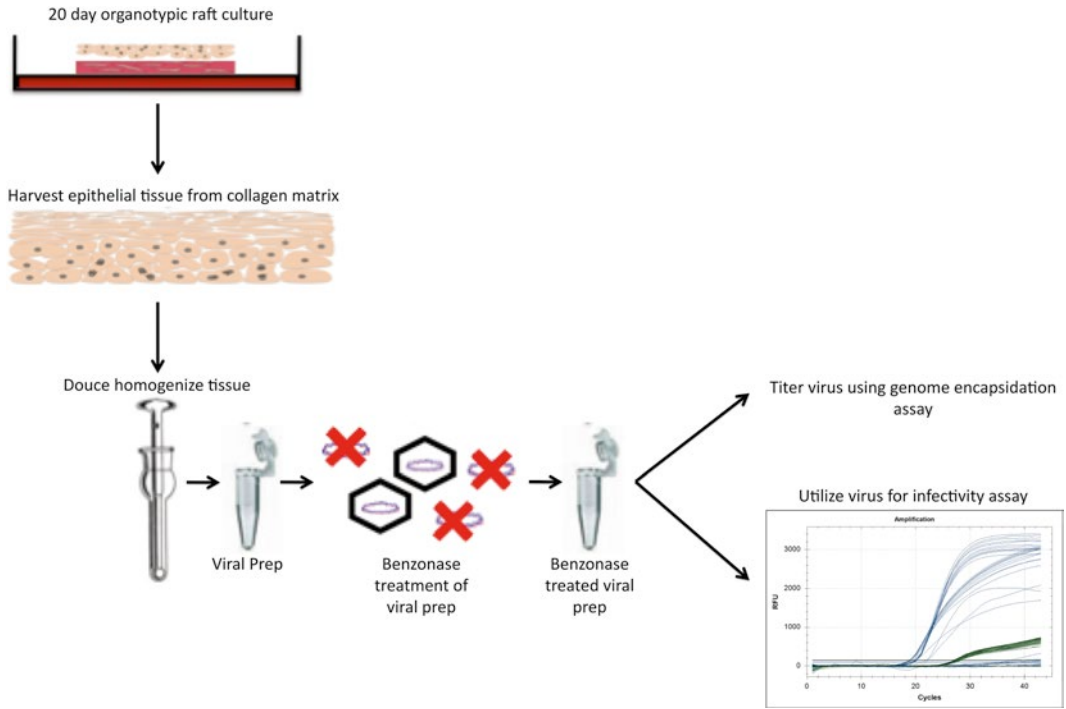 20 day organotypic raft culture
Harvest epithelial tissue from collagen matrix
Douce homogenize tissue
Viral Prep
Benzonase
treatment of
viral prep
Benzonase
treated viral
prep
Titer virus using genome encapsidation
assay
Utilize virus for infectivity assay
Amplification
RFU
3000
2000
1000
0
0
10
20
30
40
Cycles